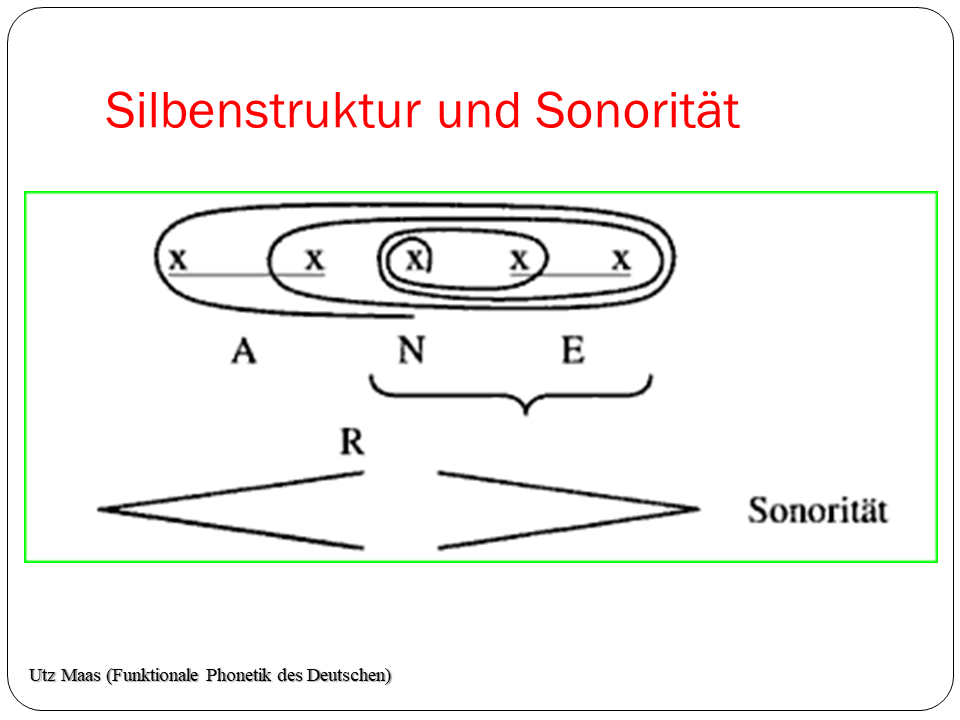 Silbenstruktur und Sonorität
x x x x x
A N E
R
Sonorität
Utz Maas (Funktionale Phonetik des Deutschen)